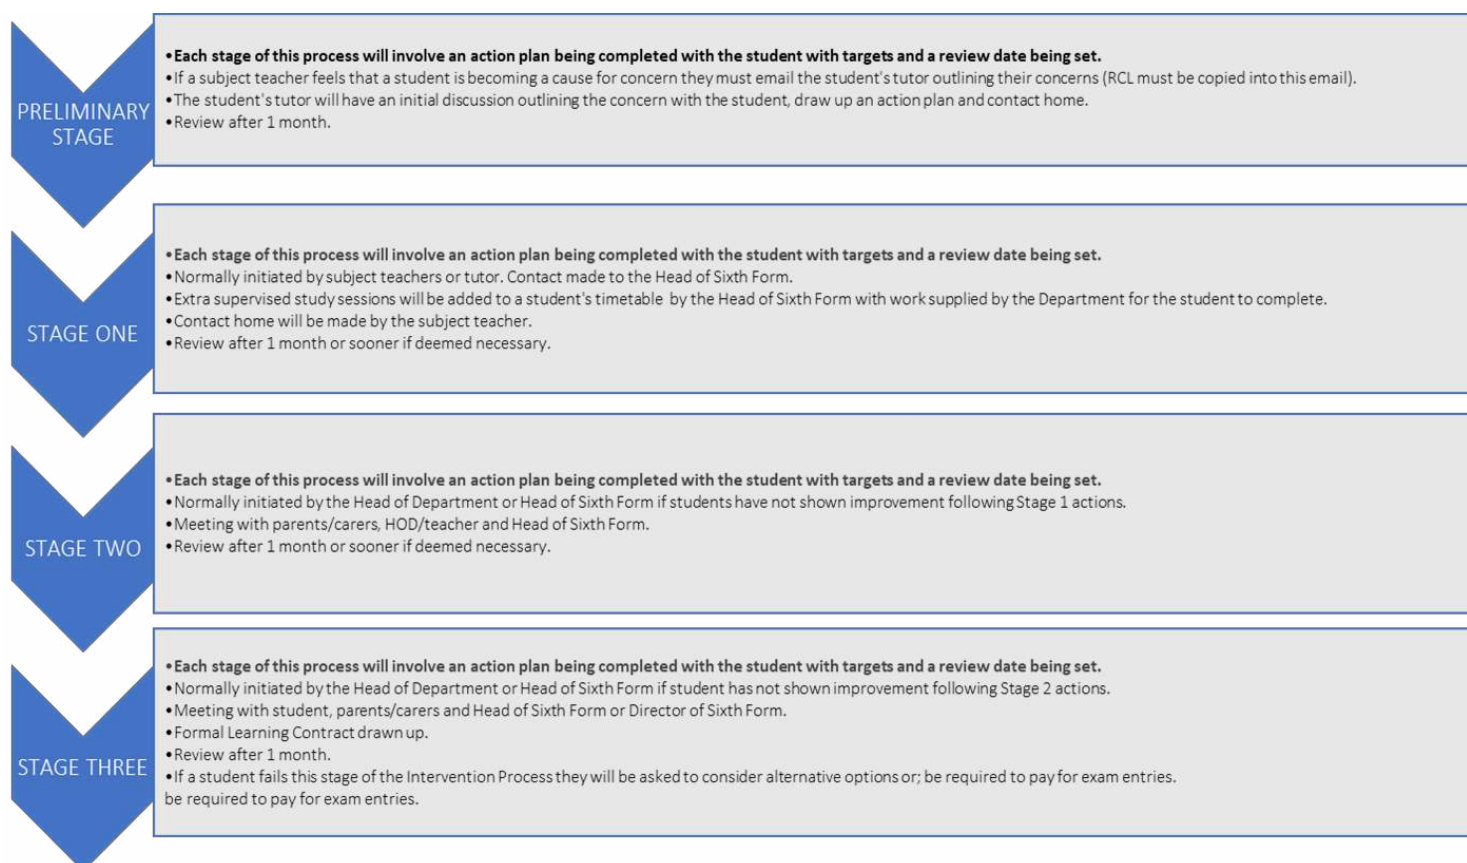 PRELIMINARY
STAGE
•Each stage of this process will involve an action plan being completed with the student with targets and a review date being set.
•If a subject teacher feels that a student is becoming a cause for concern they must email the student's tutor outlining their concerns (RCL must be copied into this email).
•The student's tutor will have an initial discussion outlining the concern with the student, draw up an action plan and contact home.
•Review after 1 month.
STAGE ONE
•Each stage of this process will involve an action plan being completed with the student with targets and a review date being set.
•Normally initiated by subject teachers or tutor. Contact made to the Head of Sixth Form.
•Extra supervised study sessions will be added to a student's timetable by the Head of Sixth Form with work supplied by the Department for the student to complete.
•Contact home will be made by the subject teacher.
•Review after 1 month or sooner if deemed necessary.
STAGE TWO
•Each stage of this process will involve an action plan being completed with the student with targets and a review date being set.
•Normally initiated by the Head of Department or Head of Sixth Form if students have not shown improvement following Stage 1 actions.
•Meeting with parents/carers, HOD/teacher and Head of Sixth Form.
•Review after 1 month or sooner if deemed necessary.
STAGE THREE
•Each stage of this process will involve an action plan being completed with the student with targets and a review date being set.
•Normally initiated by the Head of Department or Head of Sixth Form if student has not shown improvement following Stage 2 actions.
•Meeting with student, parents/carers and Head of Sixth Form or Director of Sixth Form.
•Formal Learning Contract drawn up.
•Review after 1 month.
•If a student fails this stage of the Intervention Process they will be asked to consider alternative options or; be required to pay for exam entries.
be required to pay for exam entries.